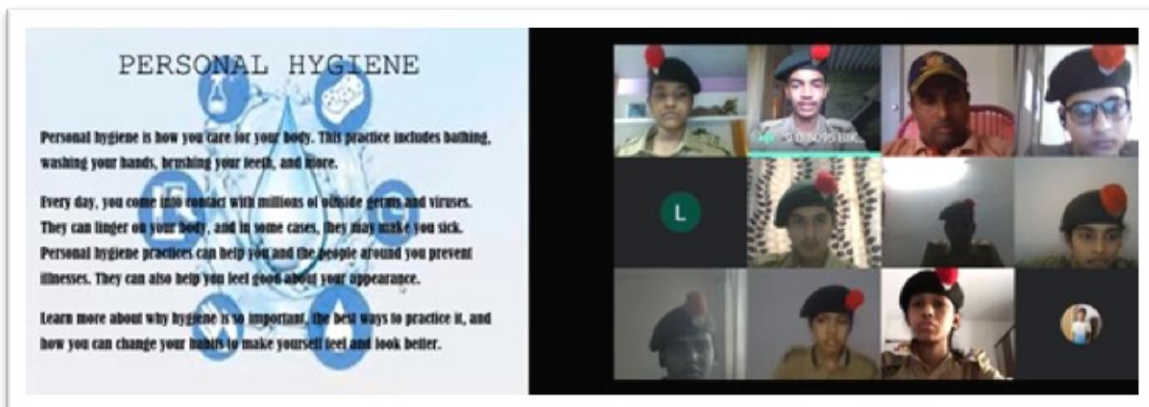 PERSONAL HYGIENE
Personal hygiene is how you care for your body. This practice includes bathing,
washing your hands, brushing your teeth, and more.
Every day, you come into contact with millions of outside germs and viruses.
They can linger on your body, and in some cases, they may make you sick.
Personal hygiene practices can help you and the people around you prevent
illnesses. They can also help you feel good about your appearance.
Learn more about why hygiene is so important, the best ways to practice it, and
how you can change your habits to make yourself feel and look better.
L